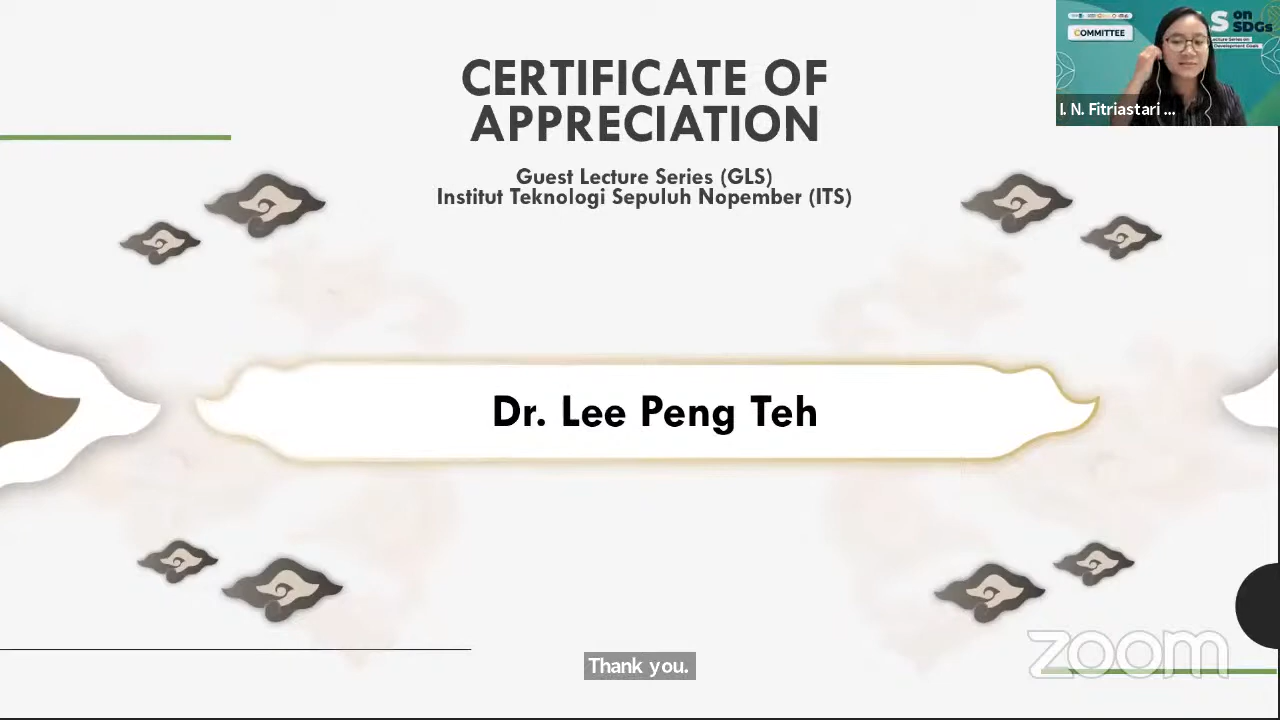 CERTIFICATE OF
APPRECIATION
Guest Lecture Series (GLS)
Institut Teknologi Sepuluh Nopember (ITS)
Dr. Lee Peng Teh
Thank you.
zoom
COMMITTEE
on
SDGs
I. N. Fitriastari ...